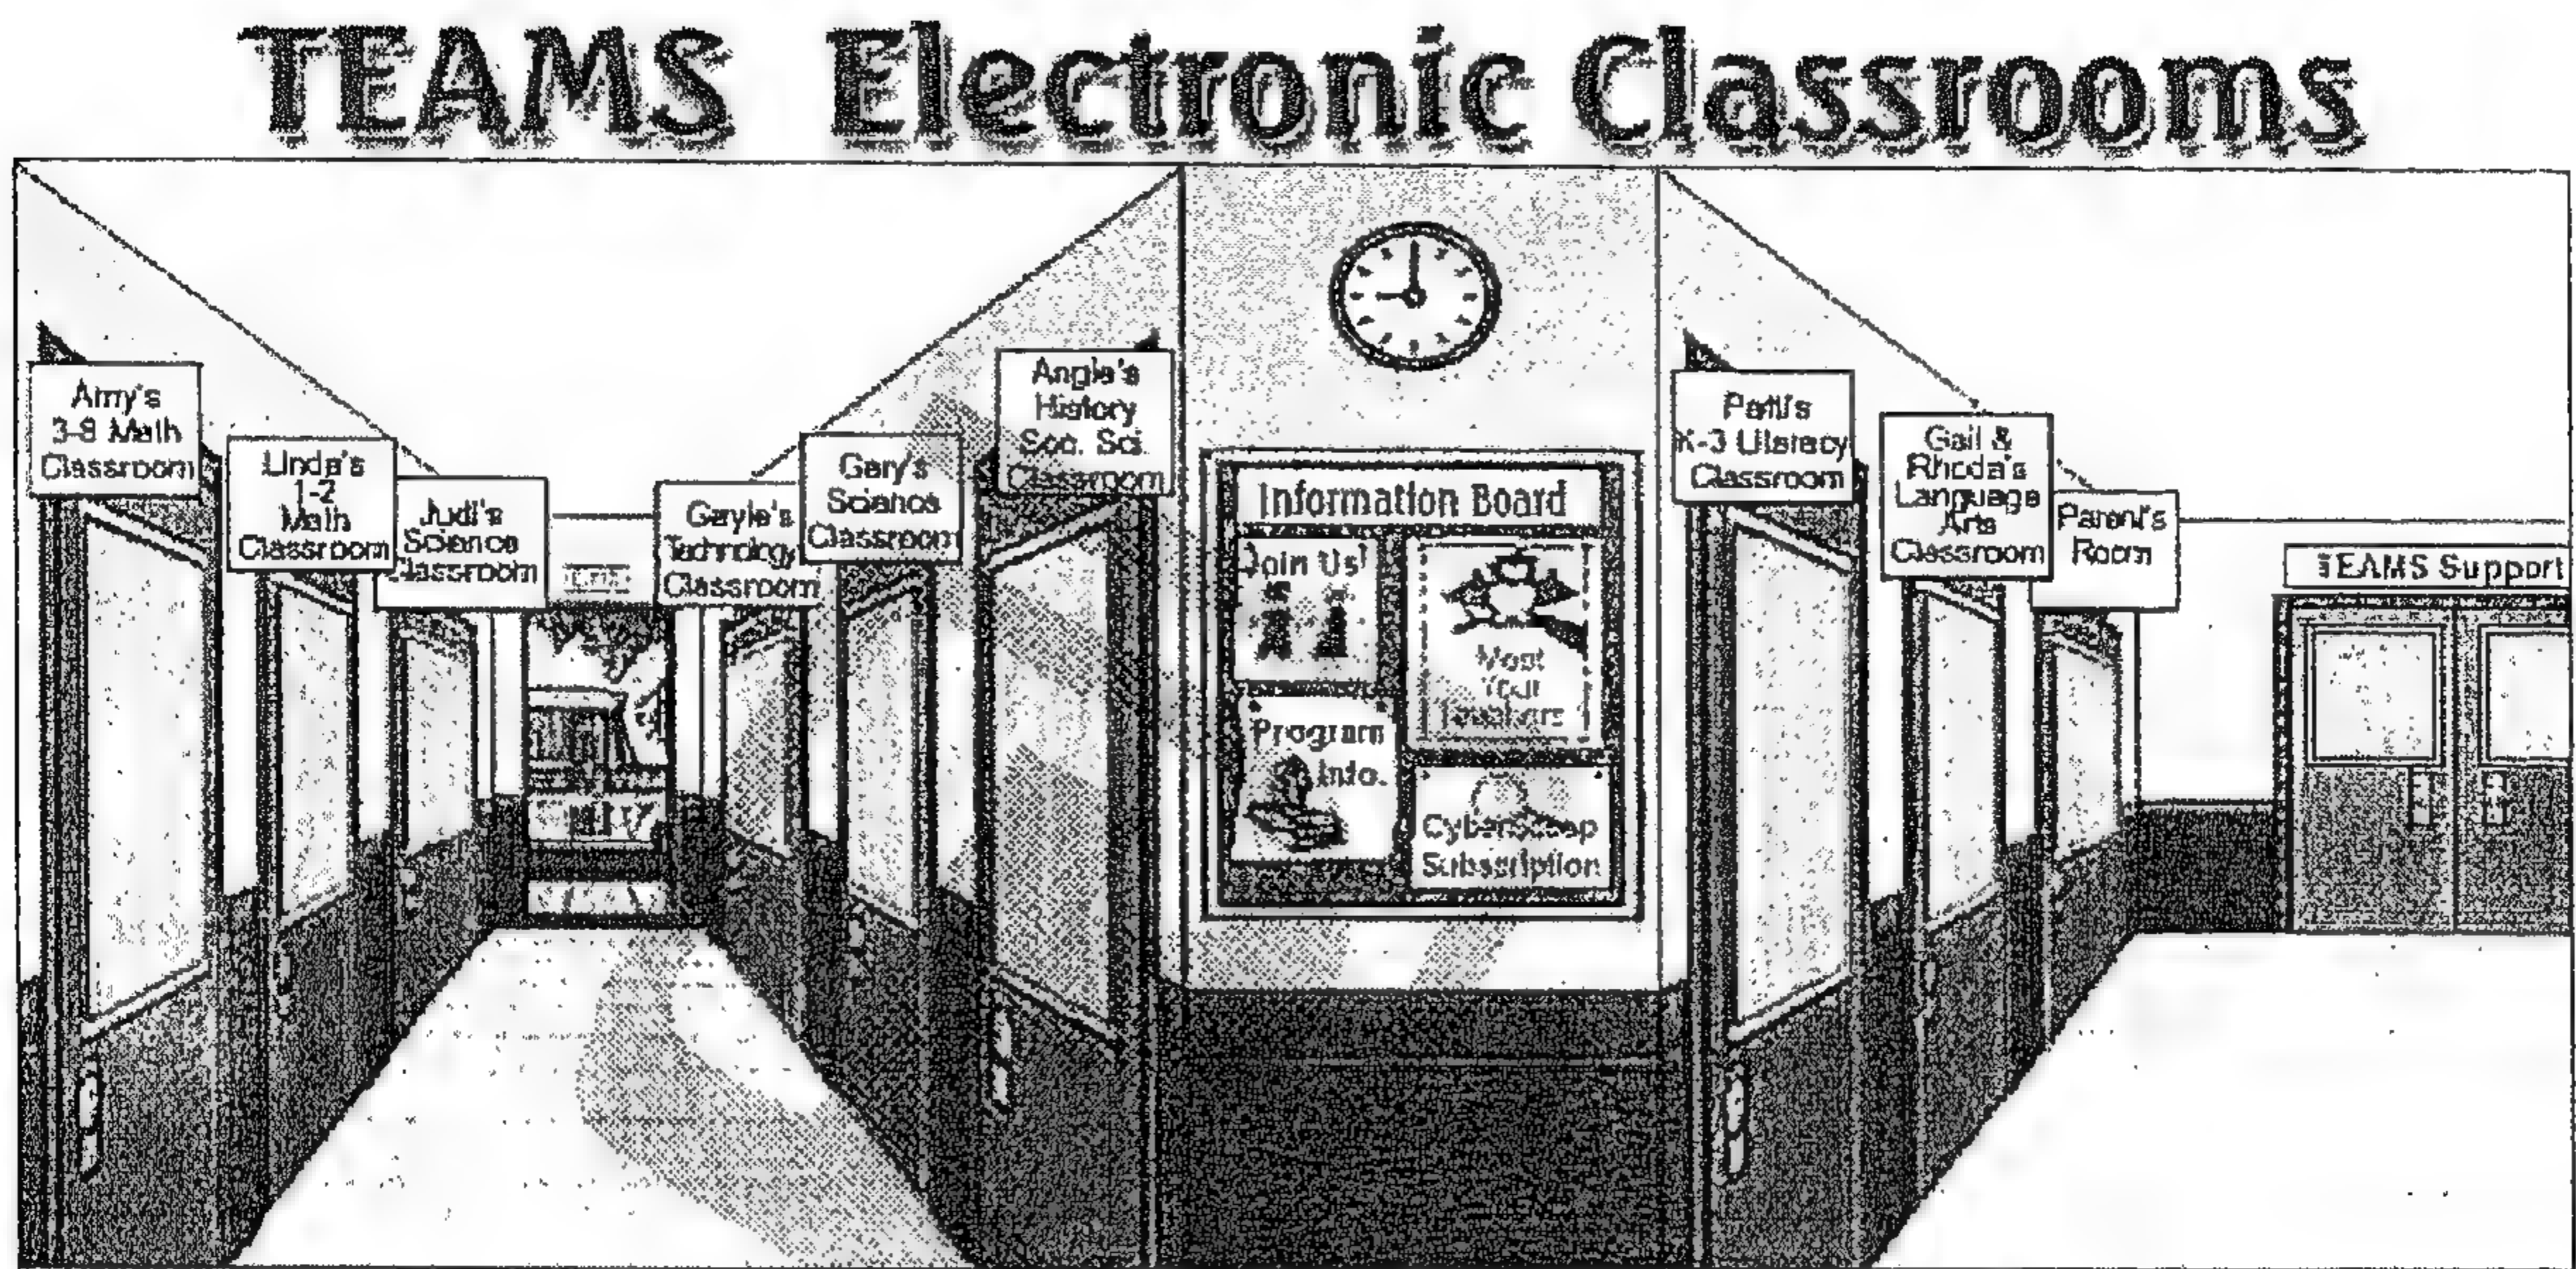 TEAMS Electronic Classrooms
Amy's
3-8 Math
Classroom
Linda's
1-2
Math
Classroom
Judi's
Science
Classroom
Gayle's
Technology
Classroom
Gary's
Science
Classroom
Angie's
History
Soc. Sci.
Classroom
Information Board
Join Us!
Meet
Your
Teachers
Program
Info.
Subscription
Patti's
K-3 Literacy
Classroom
Gail &
Rhoda's
Language
Arts
Classroom
Parent's
Room
TEAMS Support